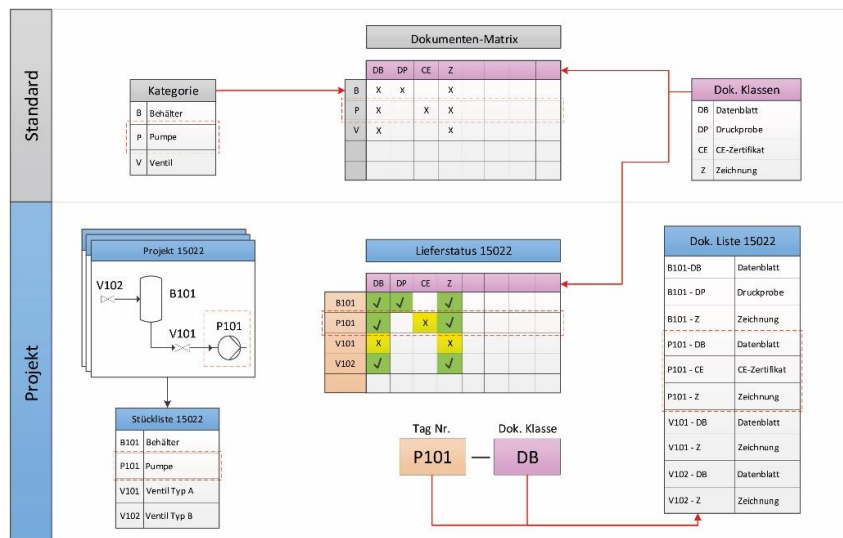 Standard
Kategorie
B Behälter
P Pumpe
V Ventil
Dokumenten-Matrix
DB DP CE Z
B X X X
P X X X
V X X
Dok. Klassen
DB Datenblatt
DP Druckprobe
CE CE-Zertifikat
Z Zeichnung
Projekt
Projekt 15022
V102
B101
V101
P101
Stückliste 15022
B101 Behälter
P101 Pumpe
V101 Ventil Typ A
V102 Ventil Typ B
Lieferstatus 15022
DB DP CE Z
B101 ✓ ✓ ✓
P101 ✓ X ✓
V101 X X
V102 ✓ ✓
Tag Nr. Dok. Klasse
P101 — DB
Dok. Liste 15022
B101-DB Datenblatt
B101 - DP Druckprobe
B101 - Z Zeichnung
P101 - DB Datenblatt
P101 - CE CE-Zertifikat
P101 - Z Zeichnung
V101 - DB Datenblatt
V101 - Z Zeichnung
V102 - DB Datenblatt
V102 - Z Zeichnung